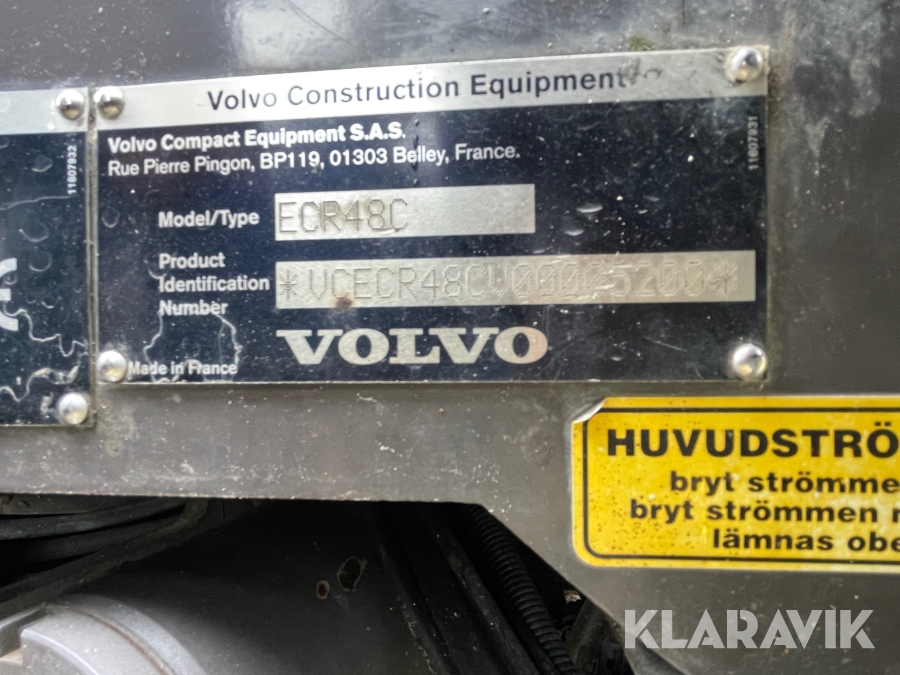 Volvo Construction Equipment
Volvo Compact Equipment S.A.S.
Rue Pierre Pingon, BP119, 01303 Belley, France.
11807932
11807931
Model/Type ECR48C
Product
Identification
Number
VOLVO
Made in France
HUVUDSTRÖ
bryt strömme
bryt strömmen
lämnas obe
KLARAVIK